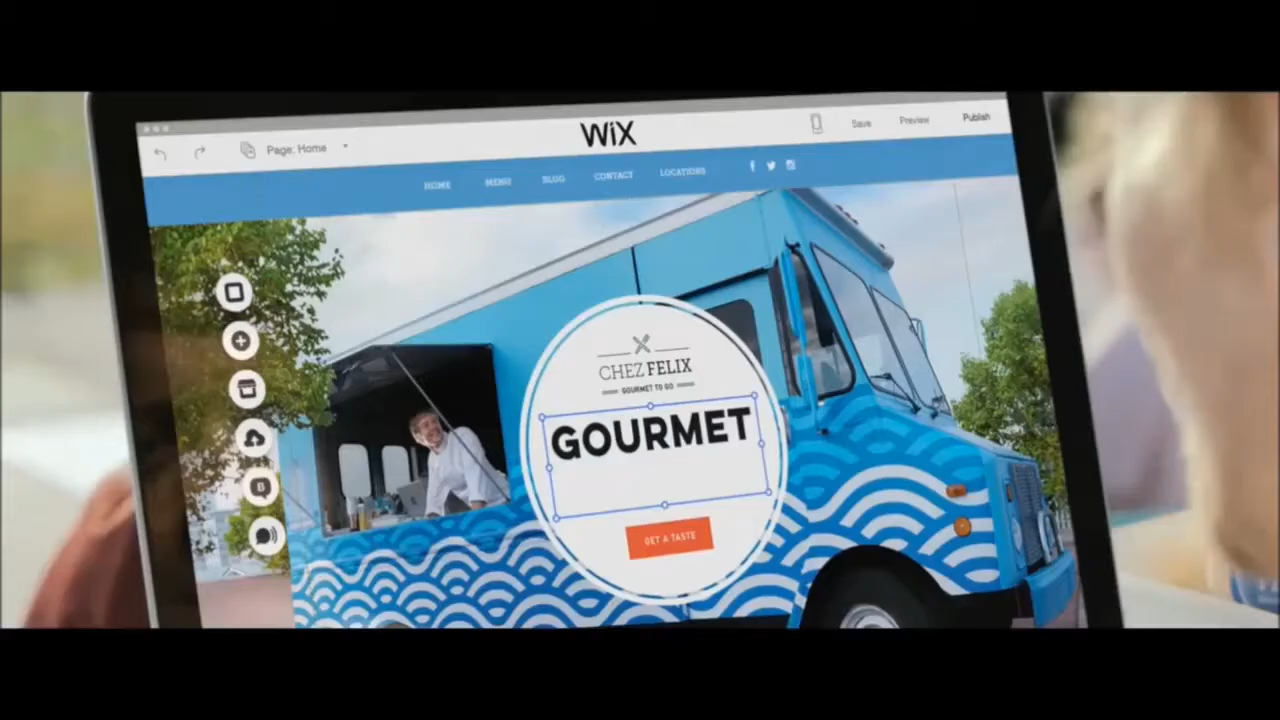 WiX
Page: Home
Save
Preview
Publish
HOME
MENU
BLOG
CONTACT
LOCATIONS
CHEZ FELIX
GOURMET TO GO
GOURMET
GET A TASTE
B